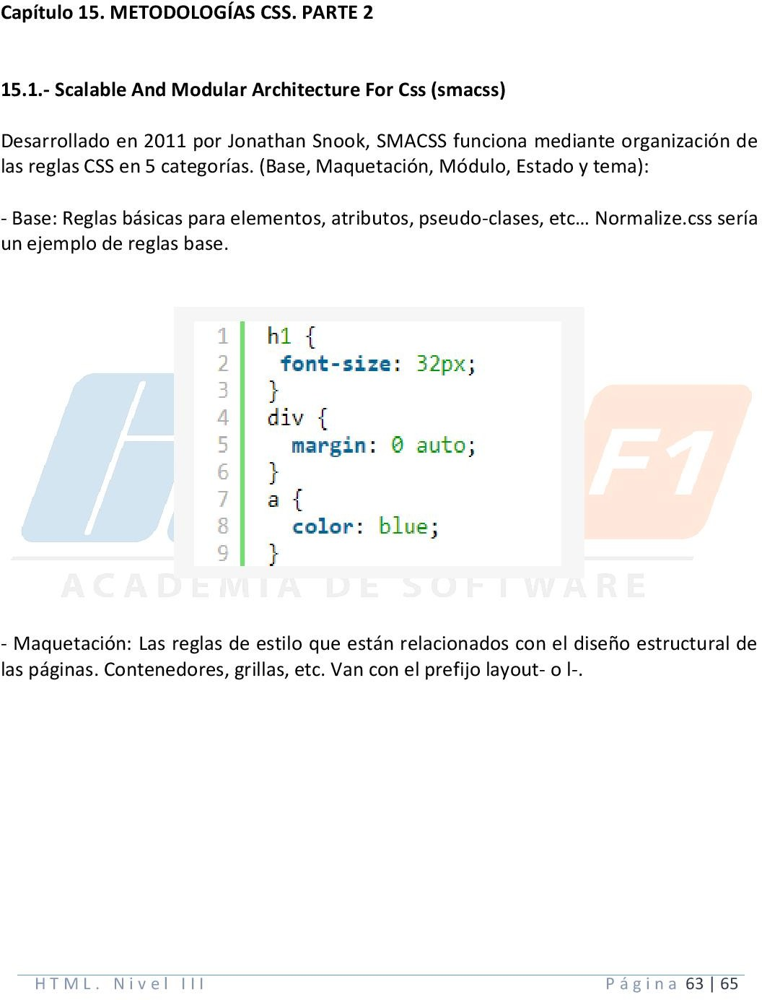 Capítulo 15. METODOLOGÍAS CSS. PARTE 2
15.1.- Scalable And Modular Architecture For Css (smacss)
Desarrollado en 2011 por Jonathan Snook, SMACSS funciona mediante organización de
las reglas CSS en 5 categorías. (Base, Maquetación, Módulo, Estado y tema):
- Base: Reglas básicas para elementos, atributos, pseudo-clases, etc... Normalize.css sería
un ejemplo de reglas base.
1 h1 {
2 font-size: 32px;
3 }
4 div {
5 margin: 0 auto;
6 }
7 a {
8 color: blue;
9 }
F1
ACADEMIA DE SOFTWARE
- Maquetación: Las reglas de estilo que están relacionados con el diseño estructural de
las páginas. Contenedores, grillas, etc. Van con el prefijo layout- o l-.
HTML. Nivel III Página 63 | 65